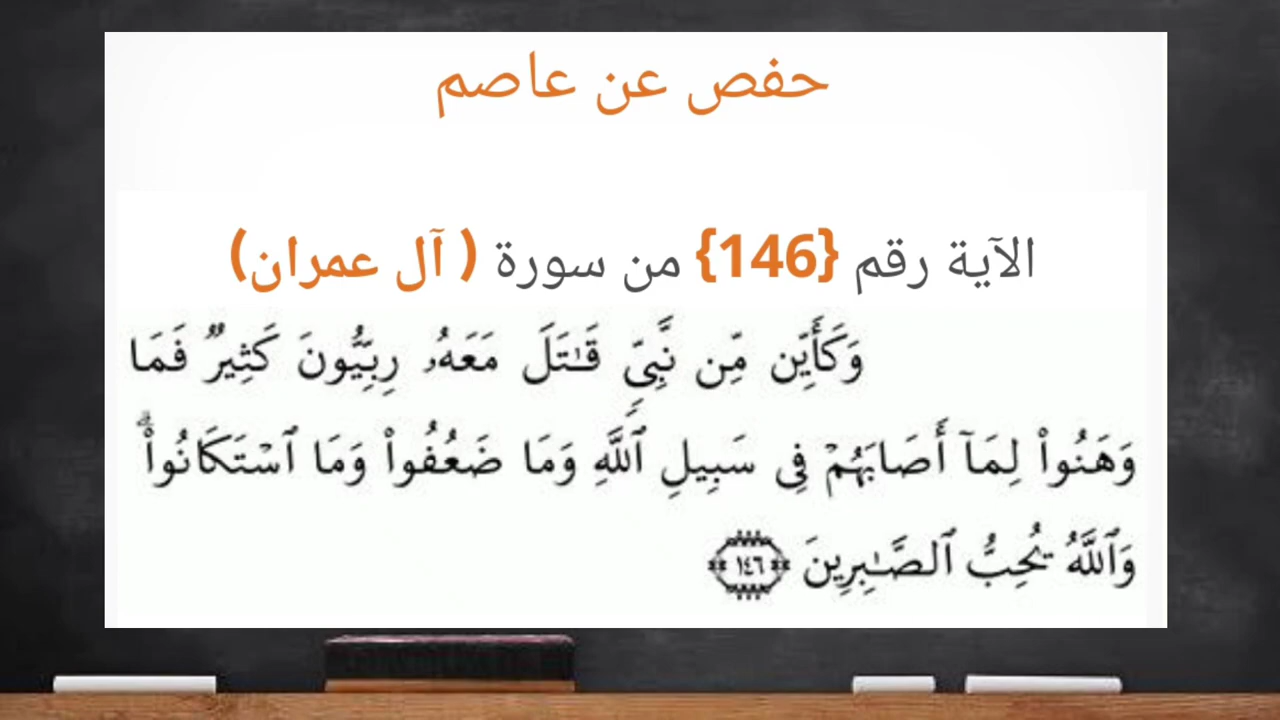 حفص عن عاصم
الآية رقم {146} من سورة ( آل عمران)
وَكَأَيِّن مِّن نَّبِيٍّ قَٰتَلَ مَعَهُۥ رِبِّيُّونَ كَثِيرٌ فَمَا
وَهَنُوا۟ لِمَآ أَصَابَهُمْ فِى سَبِيلِ ٱللَّهِ وَمَا ضَعُفُوا۟ وَمَا ٱسْتَكَانُوا۟ ۗ
وَٱللَّهُ يُحِبُّ ٱلصَّٰبِرِينَ ١٤٦